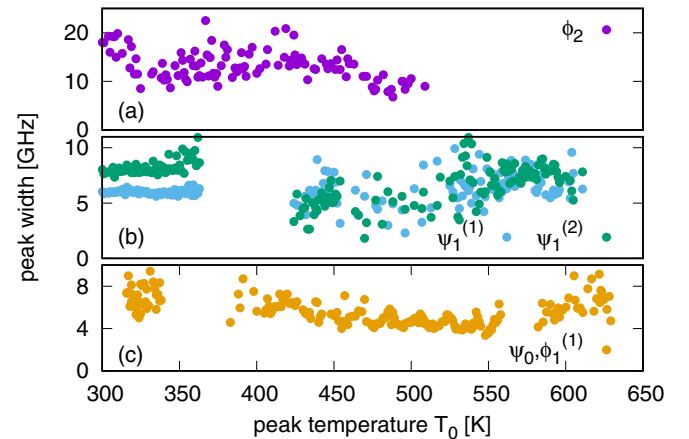 20
10
0
ϕ₂
(a)
peak width [GHz]
10
5
0
(b)
ψ₁⁽¹⁾ ψ₁⁽²⁾
8
4
0
(c)
ψ₀,ϕ₁⁽¹⁾
300 350 400 450 500 550 600 650
peak temperature T₀ [K]